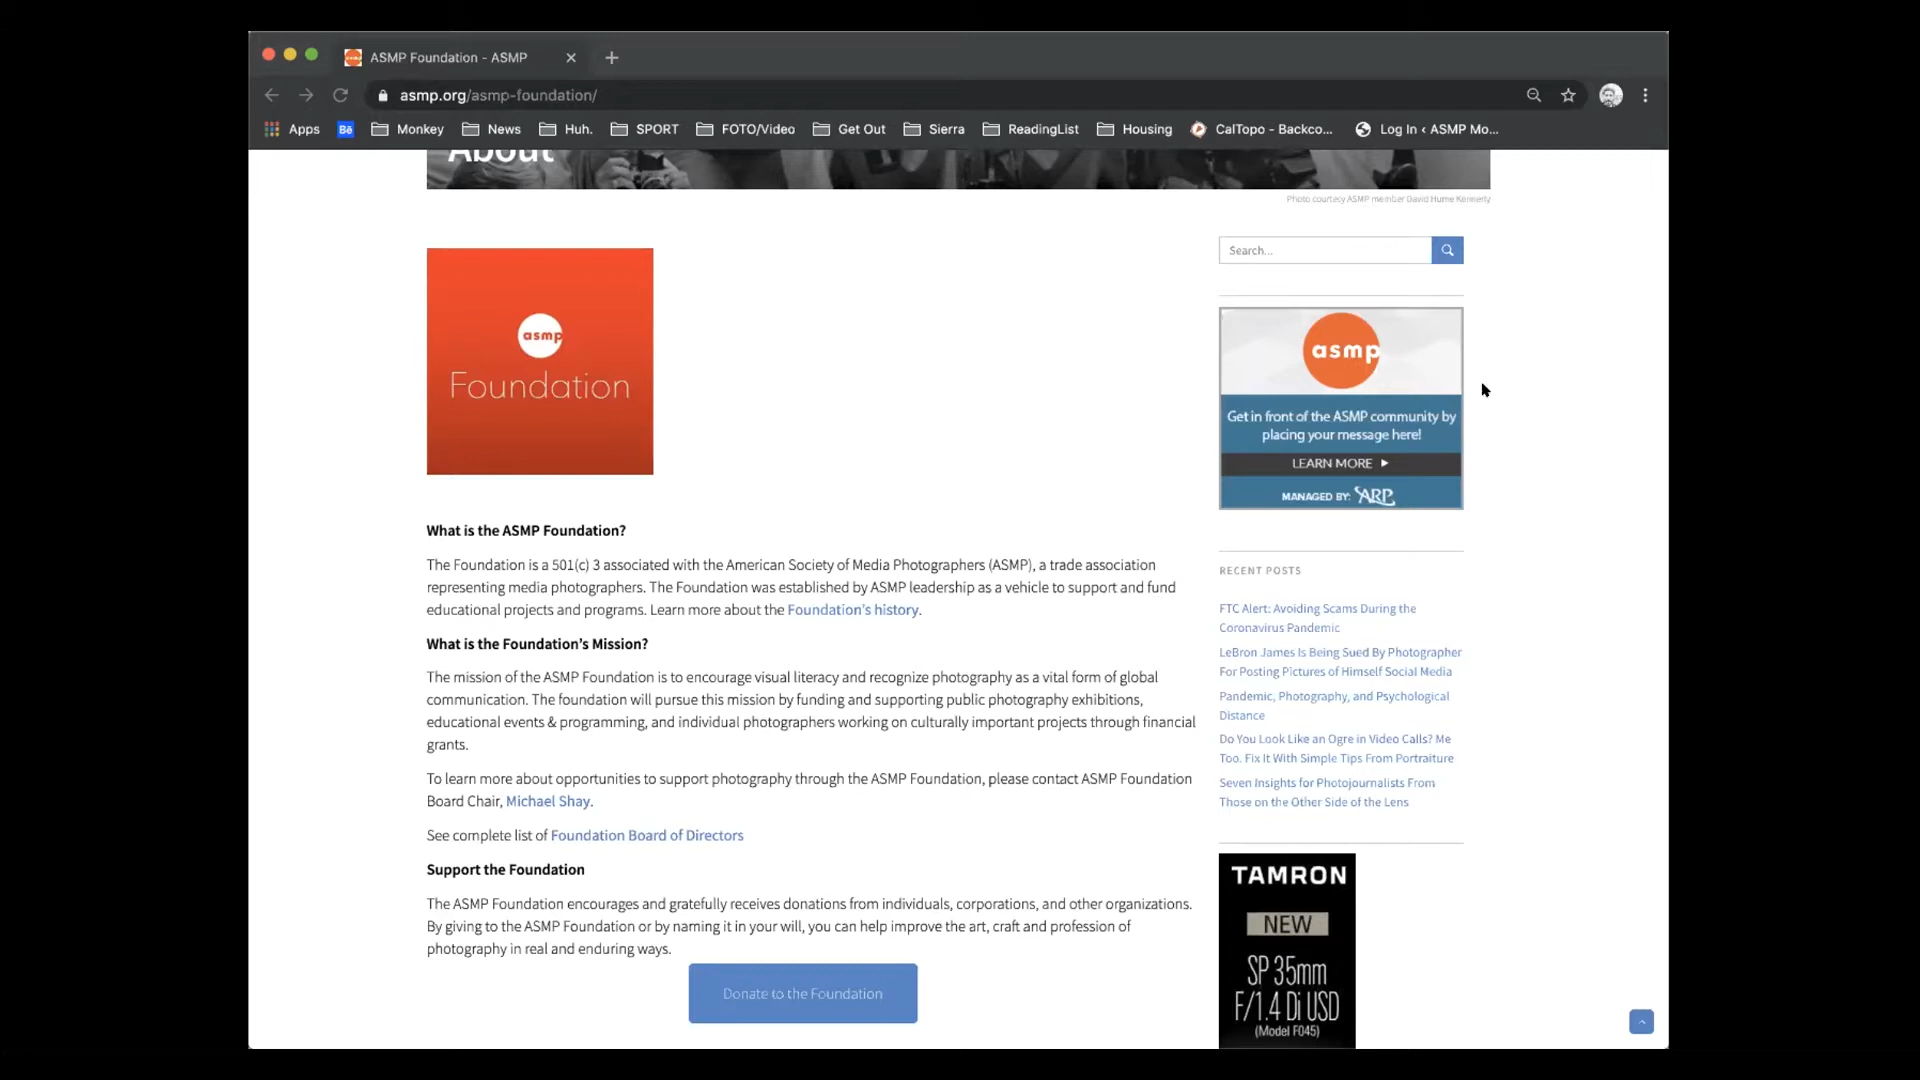 ASMP Foundation - ASMP
asmp.org/asmp-foundation/
Apps
Bē
Monkey
News
Huh.
SPORT
FOTO/Video
Get Out
Sierra
ReadingList
Housing
CalTopo - Backco...
Log In ‹ ASMP Mo...
About
Photo courtesy ASMP member David Hume Kennerly
Search...
asmp
Foundation
asmp
Get in front of the ASMP community by
placing your message here!
LEARN MORE
MANAGED BY: ARP
What is the ASMP Foundation?
The Foundation is a 501(c) 3 associated with the American Society of Media Photographers (ASMP), a trade association
representing media photographers. The Foundation was established by ASMP leadership as a vehicle to support and fund
educational projects and programs. Learn more about the Foundation's history.
What is the Foundation's Mission?
The mission of the ASMP Foundation is to encourage visual literacy and recognize photography as a vital form of global
communication. The foundation will pursue this mission by funding and supporting public photography exhibitions,
educational events & programming, and individual photographers working on culturally important projects through financial
grants.
To learn more about opportunities to support photography through the ASMP Foundation, please contact ASMP Foundation
Board Chair, Michael Shay.
See complete list of Foundation Board of Directors
Support the Foundation
The ASMP Foundation encourages and gratefully receives donations from individuals, corporations, and other organizations.
By giving to the ASMP Foundation or by naming it in your will, you can help improve the art, craft and profession of
photography in real and enduring ways.
Donate to the Foundation
RECENT POSTS
FTC Alert: Avoiding Scams During the
Coronavirus Pandemic
LeBron James Is Being Sued By Photographer
For Posting Pictures of Himself Social Media
Pandemic, Photography, and Psychological
Distance
Do You Look Like an Ogre in Video Calls? Me
Too. Fix It With Simple Tips From Portraiture
Seven Insights for Photojournalists From
Those on the Other Side of the Lens
TAMRON
NEW
SP 35mm
F/1.4 Di USD
(Model F045)